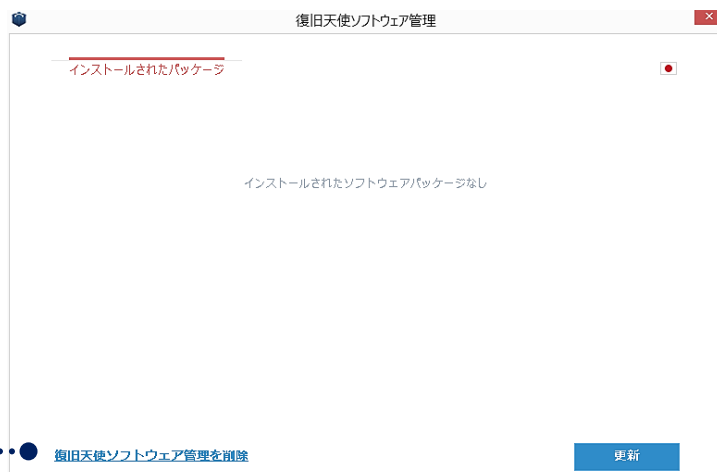 復旧天使ソフトウェア管理
インストールされたパッケージ
インストールされたソフトウェアパッケージなし
復旧天使ソフトウェア管理を削除
更新